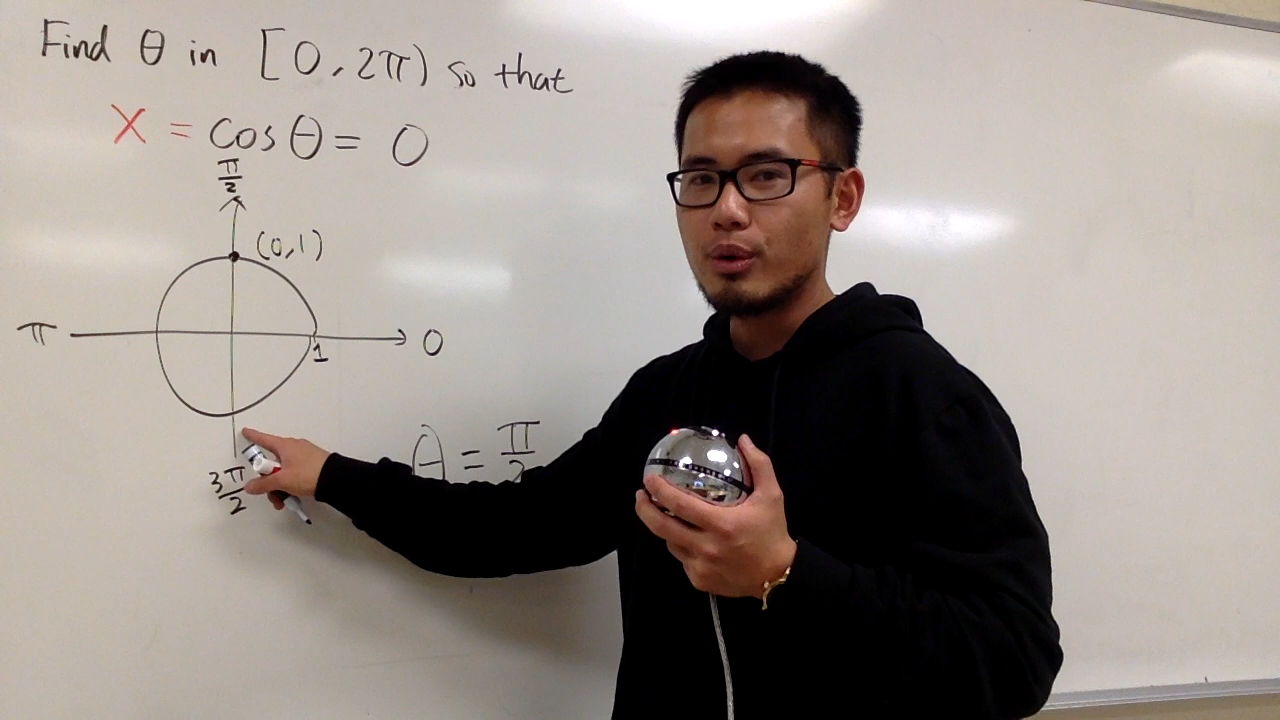 Find θ in [0, 2π) so that
X = cos θ = 0
π/2
(0,1)
π
0
1
θ = π/2
3π/2